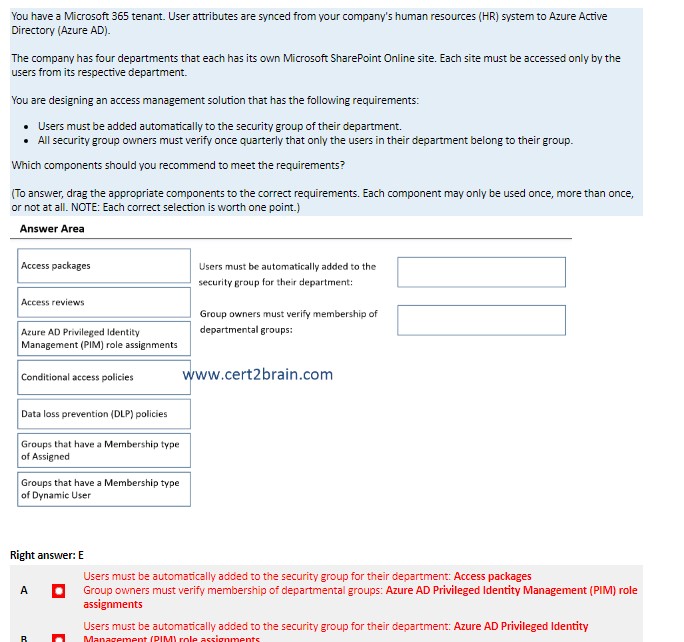 You have a Microsoft 365 tenant. User attributes are synced from your company's human resources (HR) system to Azure Active
Directory (Azure AD).
The company has four departments that each has its own Microsoft SharePoint Online site. Each site must be accessed only by the
users from its respective department.
You are designing an access management solution that has the following requirements:
• Users must be added automatically to the security group of their department.
• All security group owners must verify once quarterly that only the users in their department belong to their group.
Which components should you recommend to meet the requirements?
(To answer, drag the appropriate components to the correct requirements. Each component may only be used once, more than once,
or not at all. NOTE: Each correct selection is worth one point.)
Answer Area
Access packages
Access reviews
Azure AD Privileged Identity
Management (PIM) role assignments
Conditional access policies
Data loss prevention (DLP) policies
Groups that have a Membership type
of Assigned
Groups that have a Membership type
of Dynamic User
Users must be automatically added to the
security group for their department:
Group owners must verify membership of
departmental groups:
www.cert2brain.com
Right answer: E
A
Users must be automatically added to the security group for their department: Access packages
Group owners must verify membership of departmental groups: Azure AD Privileged Identity Management (PIM) role
assignments
B
Users must be automatically added to the security group for their department: Azure AD Privileged Identity
Management (PIM) role assignments